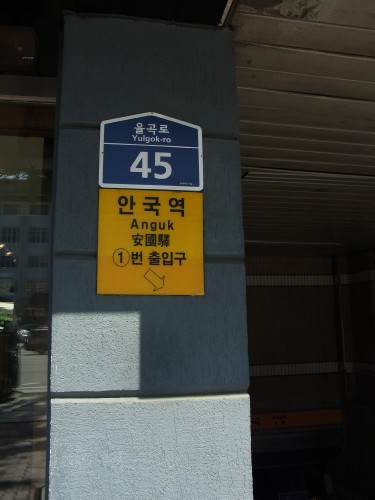 율곡로
Yulgok-ro
45
안국역
Anguk
安國驛
①번 출입구